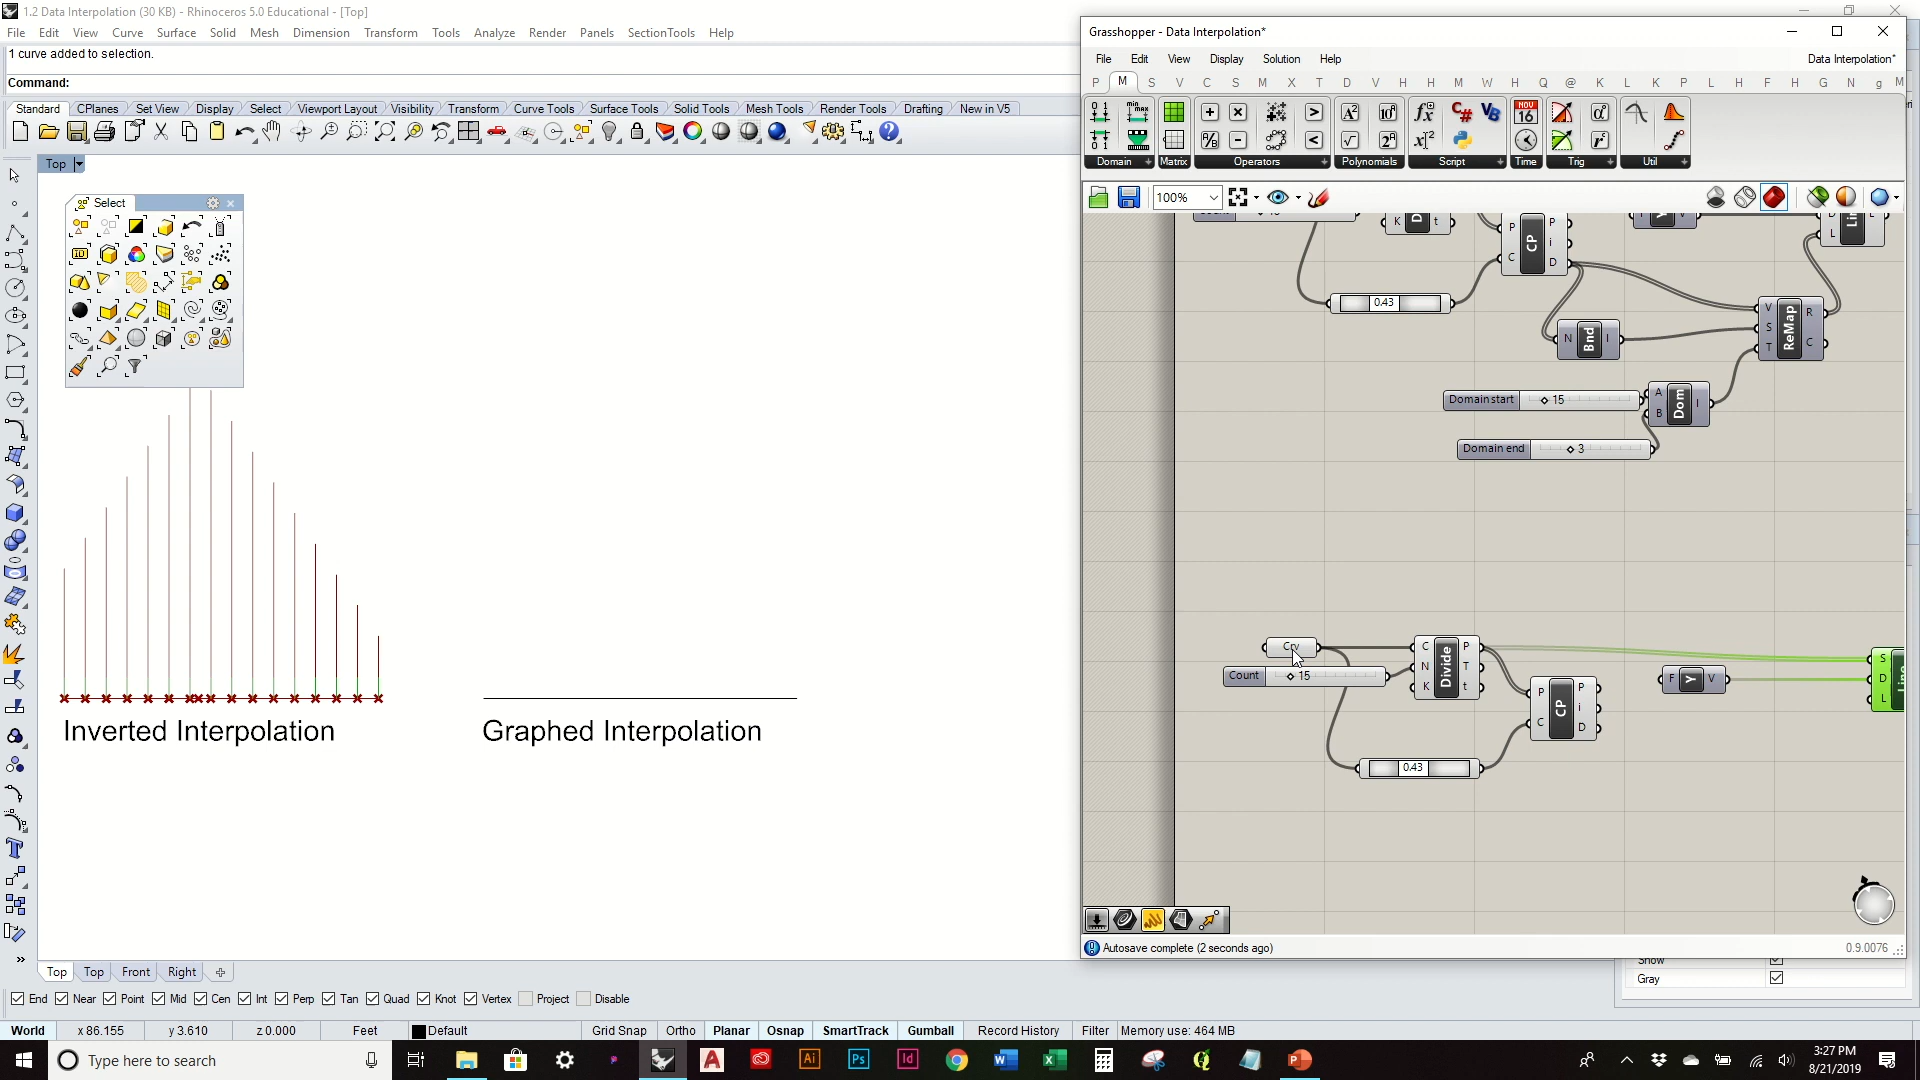 1.2 Data Interpolation (30 KB) - Rhinoceros 5.0 Educational - [Top]
File Edit View Curve Surface Solid Mesh Dimension Transform Tools Analyze Render Panels SectionTools Help
1 curve added to selection.
Command:
Standard CPlanes Set View Display Select Viewport Layout Visibility Transform Curve Tools Surface Tools Solid Tools Mesh Tools Render Tools Drafting New in V5
Top
Select
Inverted Interpolation
Graphed Interpolation
Top Top Front Right
End Near Point Mid Cen Int Perp Tan Quad Knot Vertex Project Disable
World x 86.155 y 3.610 z 0.000 Feet Default Grid Snap Ortho Planar Osnap SmartTrack Gumball Record History Filter Memory use: 464 MB
Grasshopper - Data Interpolation*
File Edit View Display Solution Help Data Interpolation*
P M S V C S M X T D V H H M W H Q @ K L K P L H F H G N g M
Domain Matrix Operators Polynomials Script Time Trig Util
100%
K D t
P C CP P i D
0.43
N Bnd I
V S T ReMap R C
Domain start 15
A B Dom I
Domain end 3
Crv
Count 15
C N K Divide P T t
P C CP P i D
0.43
F Y V
S D L
Autosave complete (2 seconds ago) 0.9.0076
Show
Gray
Type here to search
3:27 PM
8/21/2019